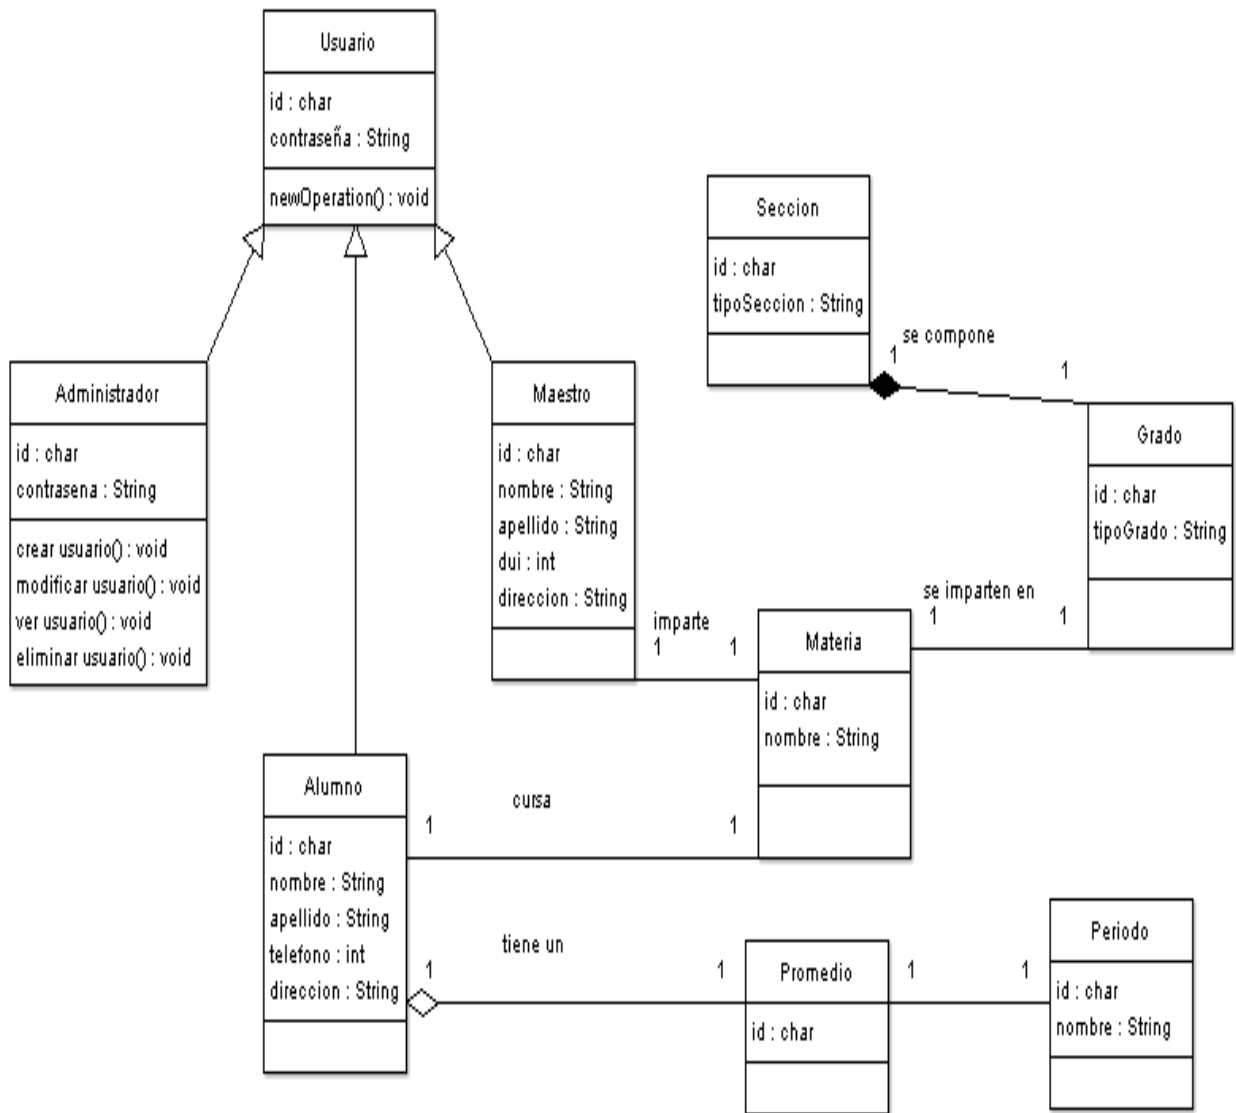 Usuario
id : char
contraseña : String
newOperation() : void
Seccion
id : char
tipoSeccion : String
se compone
1
1
Administrador
id : char
contrasena : String
crear usuario() : void
modificar usuario() : void
ver usuario() : void
eliminar usuario() : void
Maestro
id : char
nombre : String
apellido : String
dui : int
direccion : String
Grado
id : char
tipoGrado : String
se imparten en
1
1
imparte
1
1
Materia
id : char
nombre : String
Alumno
id : char
nombre : String
apellido : String
telefono : int
direccion : String
cursa
1
1
tiene un
1
1
Promedio
id : char
1
1
Periodo
id : char
nombre : String